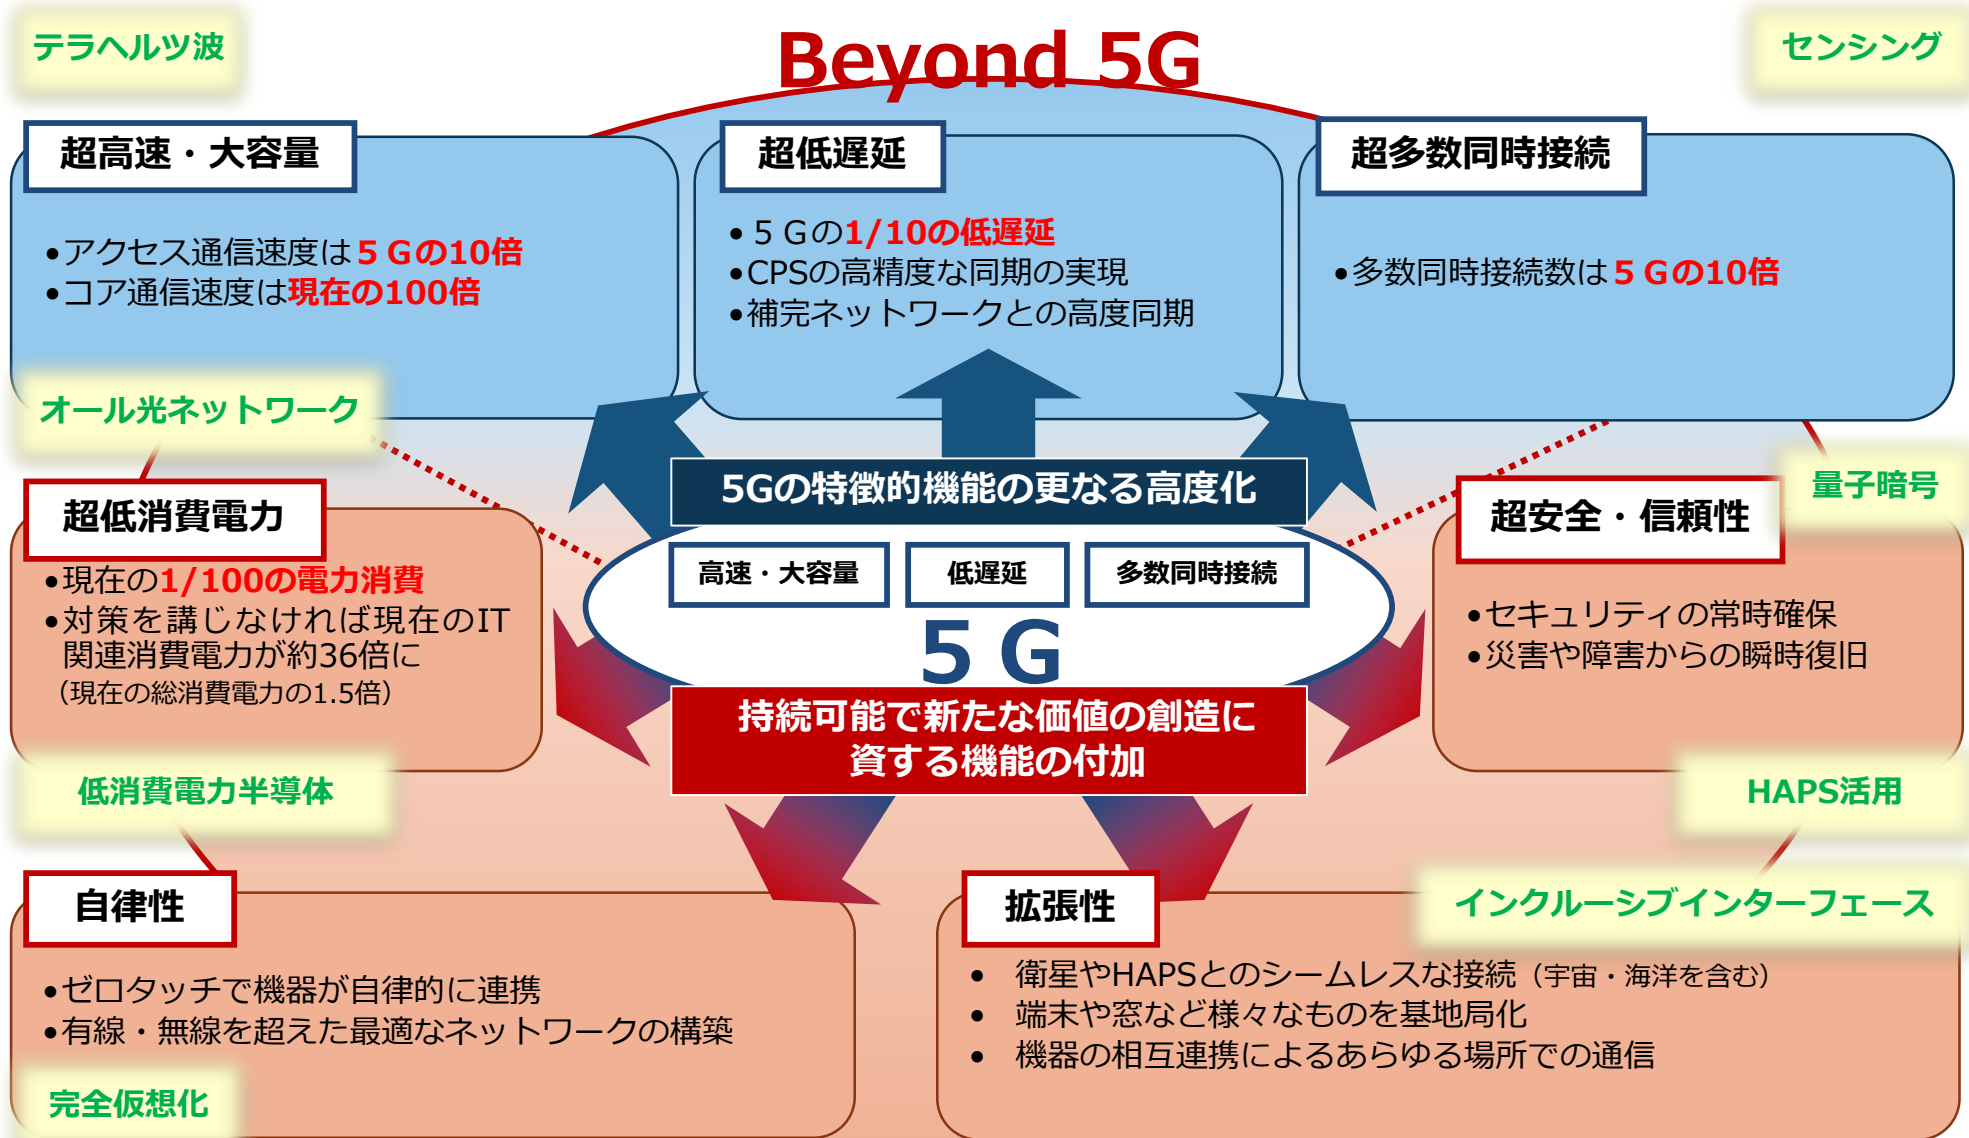 テラヘルツ波
Beyond 5G
センシング
超高速・大容量
•アクセス通信速度は５Gの10倍
•コア通信速度は現在の100倍
超低遅延
•５Gの1/10の低遅延
•CPSの高精度な同期の実現
•補完ネットワークとの高度同期
超多数同時接続
•多数同時接続数は５Gの10倍
オール光ネットワーク
量子暗号
5Gの特徴的機能の更なる高度化
高速・大容量
低遅延
多数同時接続
５G
持続可能で新たな価値の創造に
資する機能の付加
超低消費電力
•現在の1/100の電力消費
•対策を講じなければ現在のIT
関連消費電力が約36倍に
（現在の総消費電力の1.5倍）
超安全・信頼性
•セキュリティの常時確保
•災害や障害からの瞬時復旧
低消費電力半導体
HAPS活用
自律性
•ゼロタッチで機器が自律的に連携
•有線・無線を超えた最適なネットワークの構築
完全仮想化
拡張性
インクルーシブインターフェース
• 衛星やHAPSとのシームレスな接続（宇宙・海洋を含む）
• 端末や窓など様々なものを基地局化
• 機器の相互連携によるあらゆる場所での通信